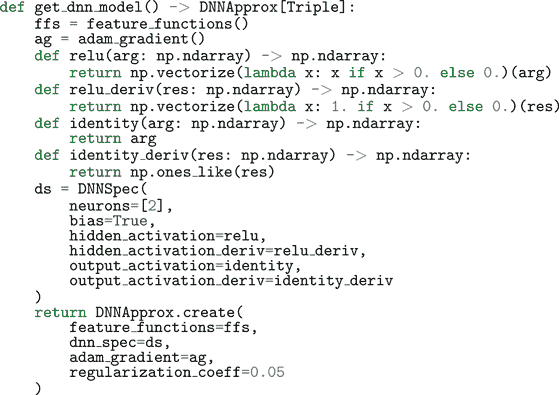 def get_dnn_model() -> DNNApprox[Triple]:
    ffs = feature_functions()
    ag = adam_gradient()
    def relu(arg: np.ndarray) -> np.ndarray:
        return np.vectorize(lambda x: x if x > 0. else 0.)(arg)
    def relu_deriv(res: np.ndarray) -> np.ndarray:
        return np.vectorize(lambda x: 1. if x > 0. else 0.)(res)
    def identity(arg: np.ndarray) -> np.ndarray:
        return arg
    def identity_deriv(res: np.ndarray) -> np.ndarray:
        return np.ones_like(res)
    ds = DNNSpec(
        neurons=[2],
        bias=True,
        hidden_activation=relu,
        hidden_activation_deriv=relu_deriv,
        output_activation=identity,
        output_activation_deriv=identity_deriv
    )
    return DNNApprox.create(
        feature_functions=ffs,
        dnn_spec=ds,
        adam_gradient=ag,
        regularization_coeff=0.05
    )